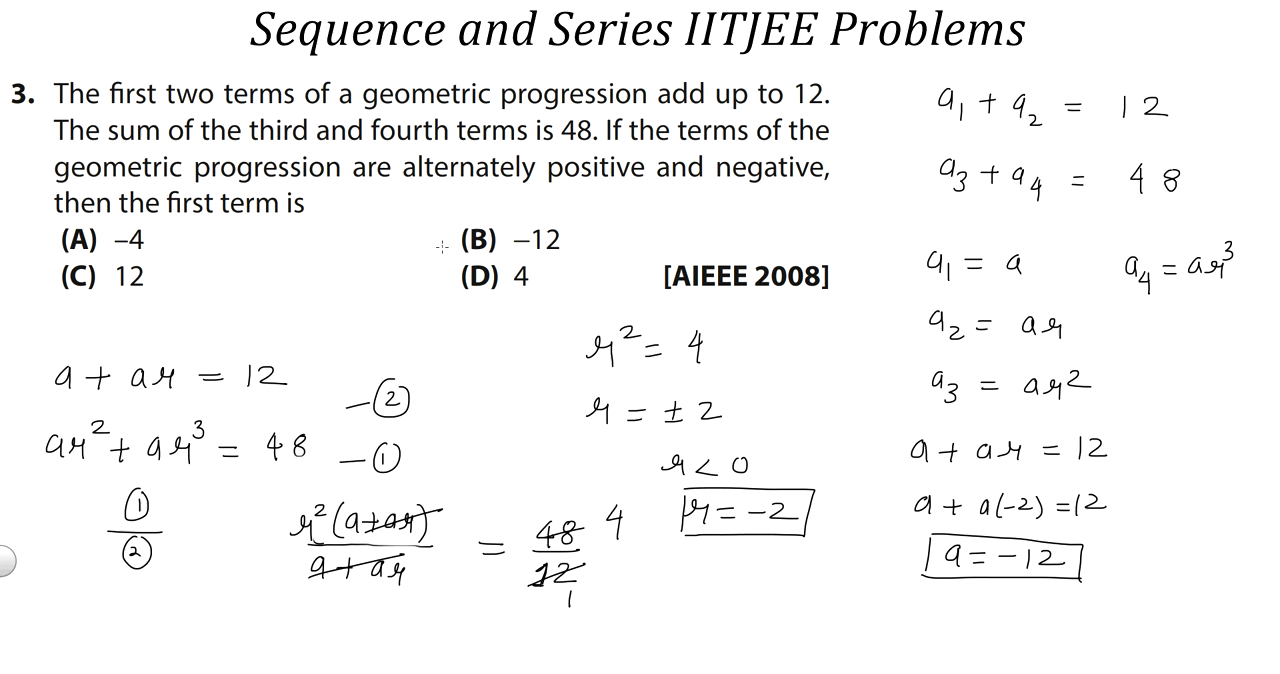 Sequence and Series IITJEE Problems
3. The first two terms of a geometric progression add up to 12.
The sum of the third and fourth terms is 48. If the terms of the
geometric progression are alternately positive and negative,
then the first term is
(A) –4 (B) –12
(C) 12 (D) 4 [AIEEE 2008]
a₁ + a₂ = 12
a₃ + a₄ = 48
a₁ = a a₄ = ar³
a₂ = ar
a₃ = ar²
a + ar = 12 –②
ar² + ar³ = 48 –①
①/②
r²(a+ar)/(a+ar) = 48/12 4 1
r² = 4
r = ± 2
r < 0
r = –2
a + ar = 12
a + a(-2) = 12
a = –12